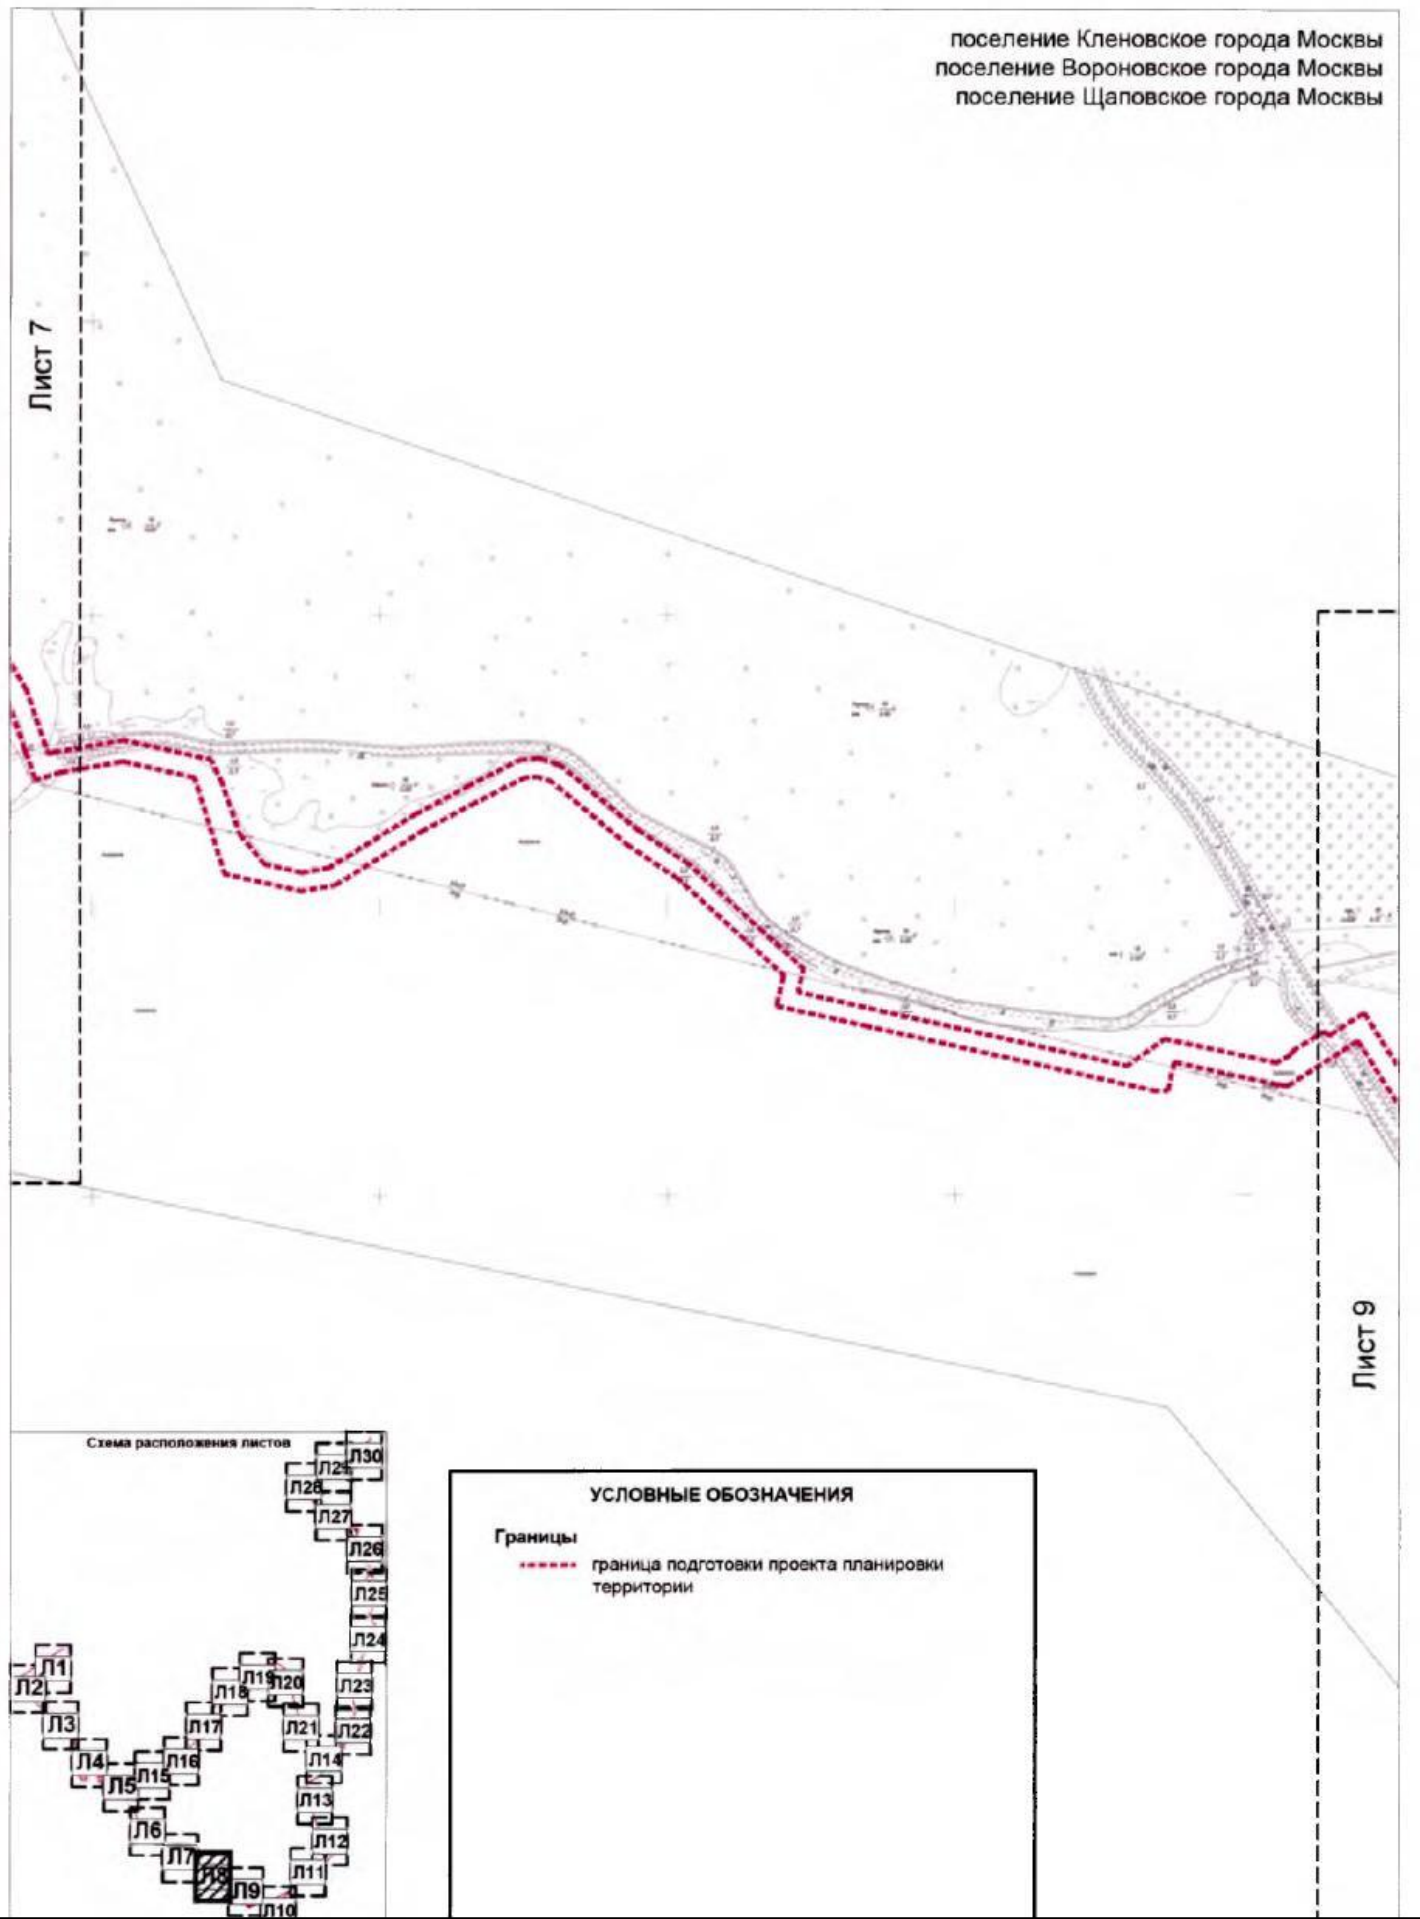 поселение Кленовское города Москвы
поселение Вороновское города Москвы
поселение Щаповское города Москвы
Лист 7
Лист 9
Схема расположения листов
Л30
Л29
Л28
Л27
Л26
Л25
Л24
Л1
Л19
Л20
Л2
Л18
Л23
Л3
Л17
Л21
Л22
Л4
Л16
Л14
Л5
Л15
Л13
Л6
Л12
Л7
Л8
Л11
Л9
Л10
УСЛОВНЫЕ ОБОЗНАЧЕНИЯ
Границы
граница подготовки проекта планировки
территории